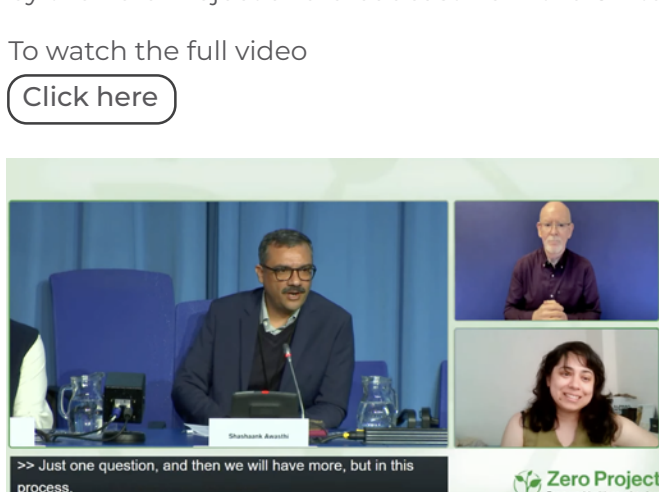 To watch the full video
Click here
Shashaank Awasthi
>> Just one question, and then we will have more, but in this
process.
Zero Project